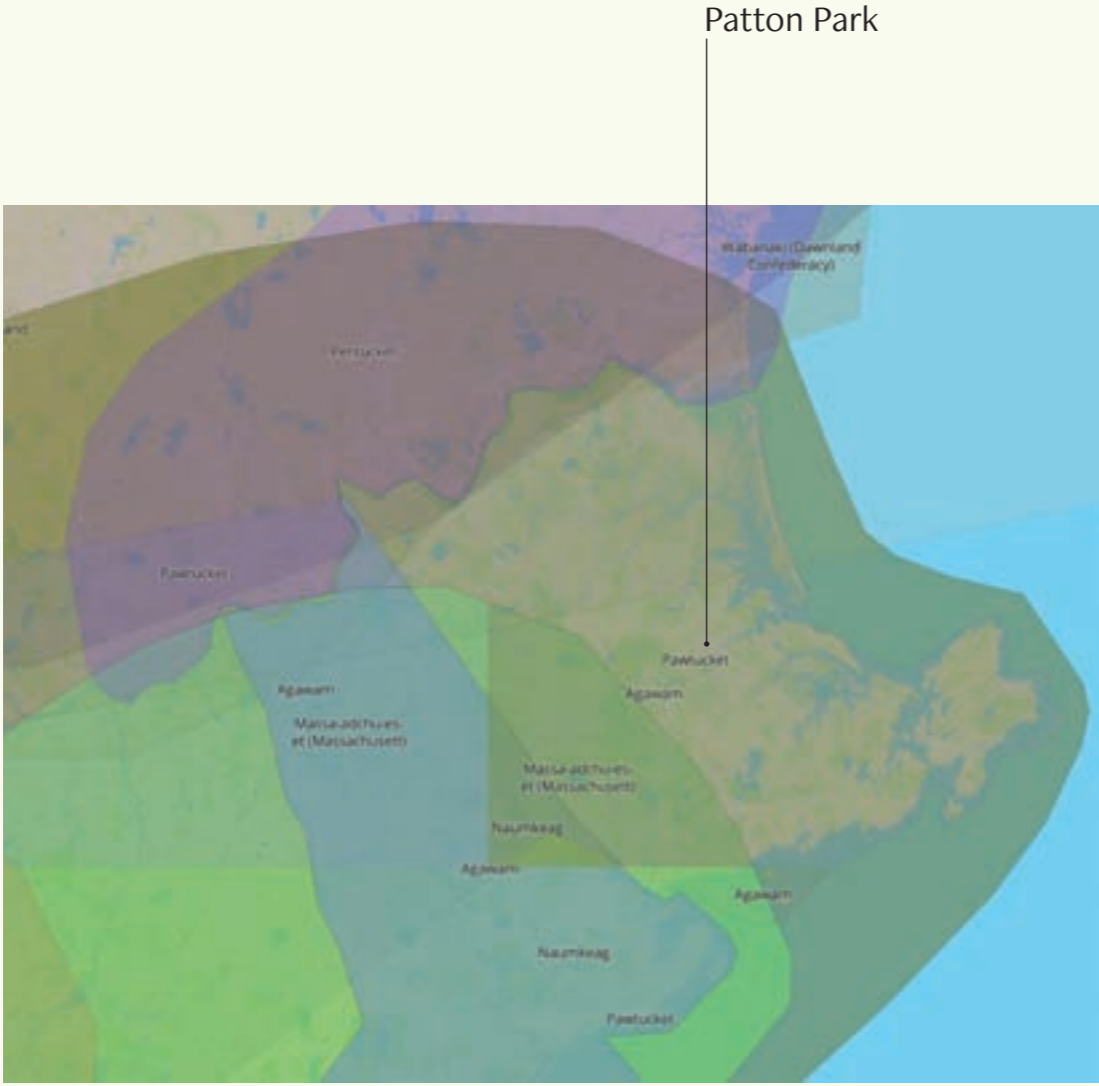 Patton Park
Wabanaki (Dawnland
Confederacy)
and
Pentucket
Pawtucket
Pawtucket
Agawam
Agawam
Massa-adchu-es-
et (Massachusett)
Massa-adchu-es-
et (Massachusett)
Naumkeag
Agawam
Agawam
Naumkeag
Pawtucket